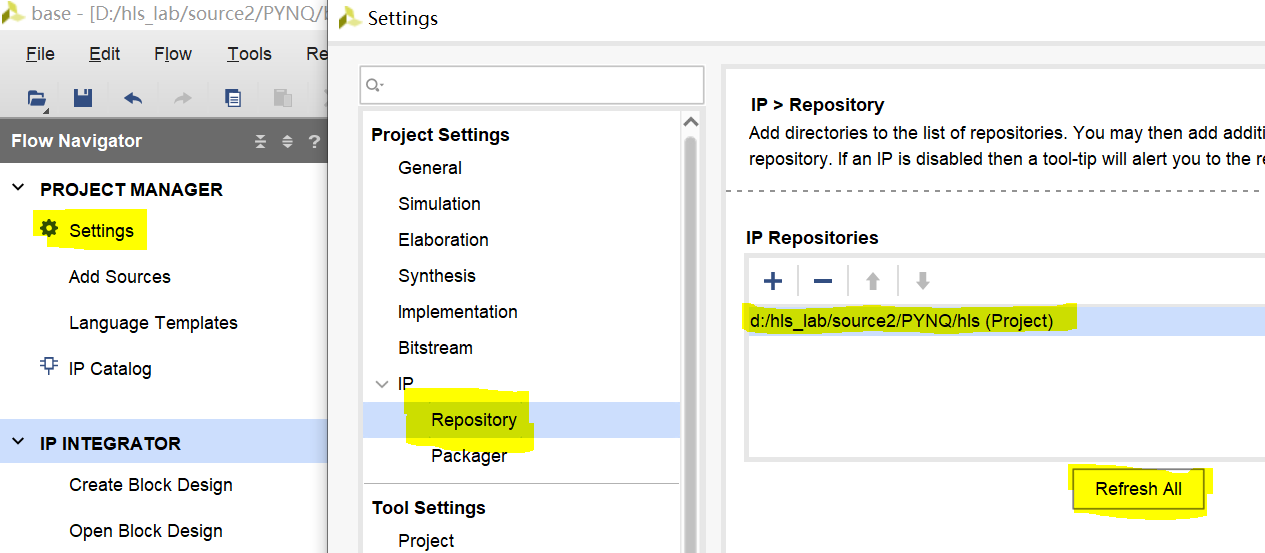 base - [D:/hls_lab/source2/PYNQ/
File Edit Flow Tools Re
Flow Navigator ?
PROJECT MANAGER
Settings
Add Sources
Language Templates
IP Catalog
IP INTEGRATOR
Create Block Design
Open Block Design
Settings
Project Settings
General
Simulation
Elaboration
Synthesis
Implementation
Bitstream
IP
Repository
Packager
Tool Settings
Project
IP > Repository
Add directories to the list of repositories. You may then add additi
repository. If an IP is disabled then a tool-tip will alert you to the re
IP Repositories
d:/hls_lab/source2/PYNQ/hls (Project)
Refresh All